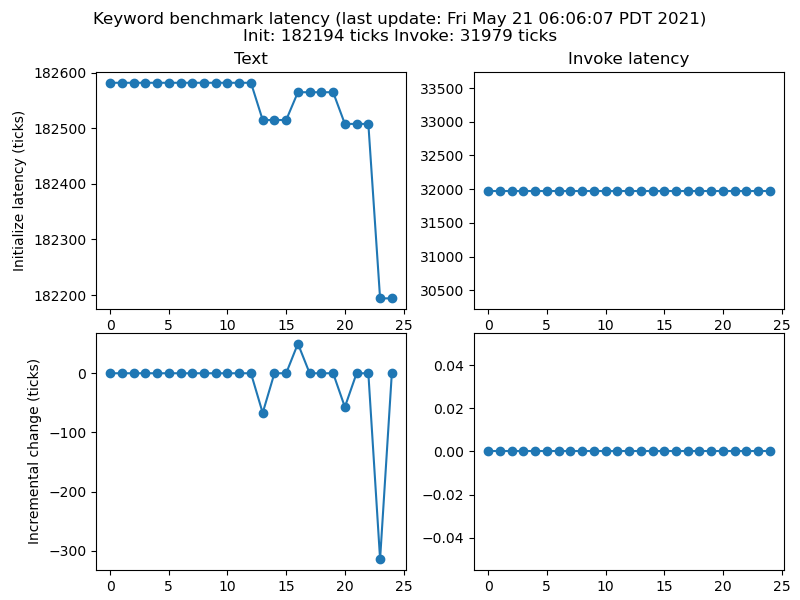 Keyword benchmark latency (last update: Fri May 21 06:06:07 PDT 2021)
Init: 182194 ticks Invoke: 31979 ticks
Text
Initialize latency (ticks)
182600
182500
182400
182300
182200
0 5 10 15 20 25
Invoke latency
33500
33000
32500
32000
31500
31000
30500
0 5 10 15 20 25
Incremental change (ticks)
0
−100
−200
−300
0 5 10 15 20 25
0.04
0.02
0.00
−0.02
−0.04
0 5 10 15 20 25